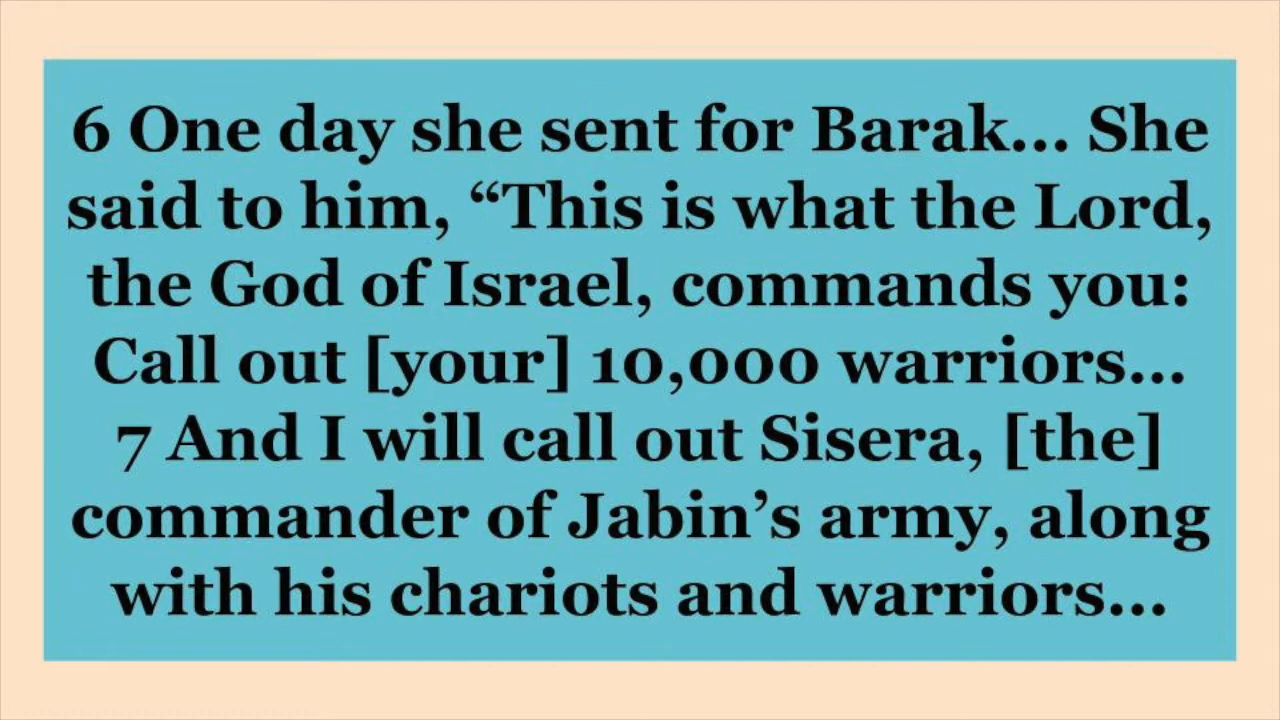 6 One day she sent for Barak... She
said to him, “This is what the Lord,
the God of Israel, commands you:
Call out [your] 10,000 warriors...
7 And I will call out Sisera, [the]
commander of Jabin’s army, along
with his chariots and warriors...